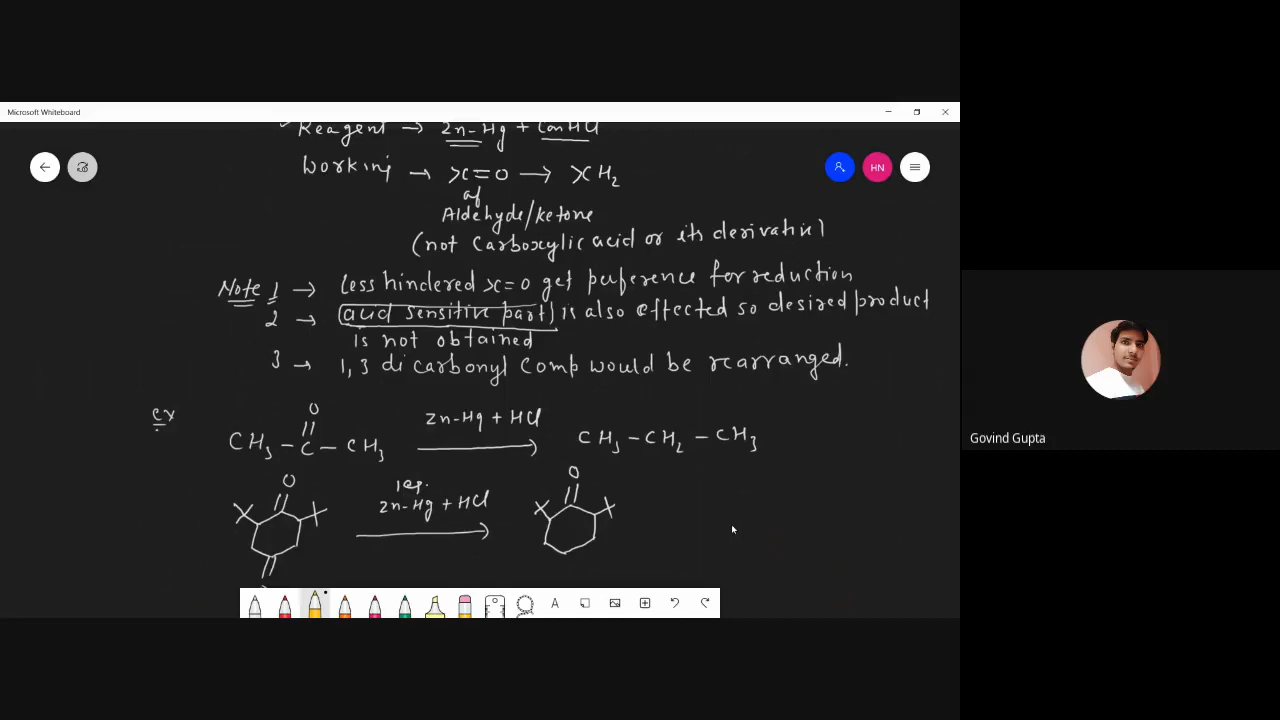 Microsoft Whiteboard
HN
Reagent → Zn-Hg + Con HCl
Working → >C=O → >CH2
of
Aldehyde/ketone
(not Carboxylic acid or its derivative)
Note 1 → less hindered >C=O get preference for reduction
2 → (acid sensitive part) is also effected so desired product
is not obtained
3 → 1,3 di carbonyl Comp would be rearranged.
ex
O
CH3 - C - CH3 Zn-Hg + HCl CH3 - CH2 - CH3
O 1eq. O
Zn-Hg + HCl
Govind Gupta
A